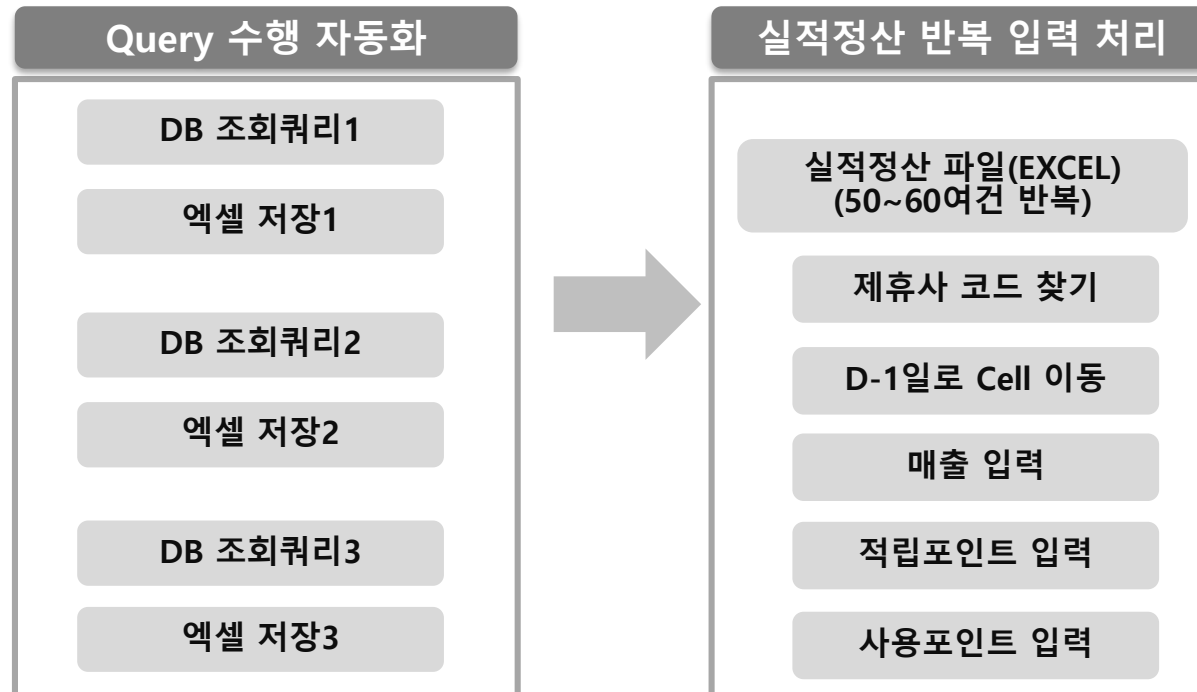 Query 수행 자동화
DB 조회쿼리1
엑셀 저장1
DB 조회쿼리2
엑셀 저장2
DB 조회쿼리3
엑셀 저장3
실적정산 반복 입력 처리
실적정산 파일(EXCEL)
(50~60여건 반복)
제휴사 코드 찾기
D-1일로 Cell 이동
매출 입력
적립포인트 입력
사용포인트 입력